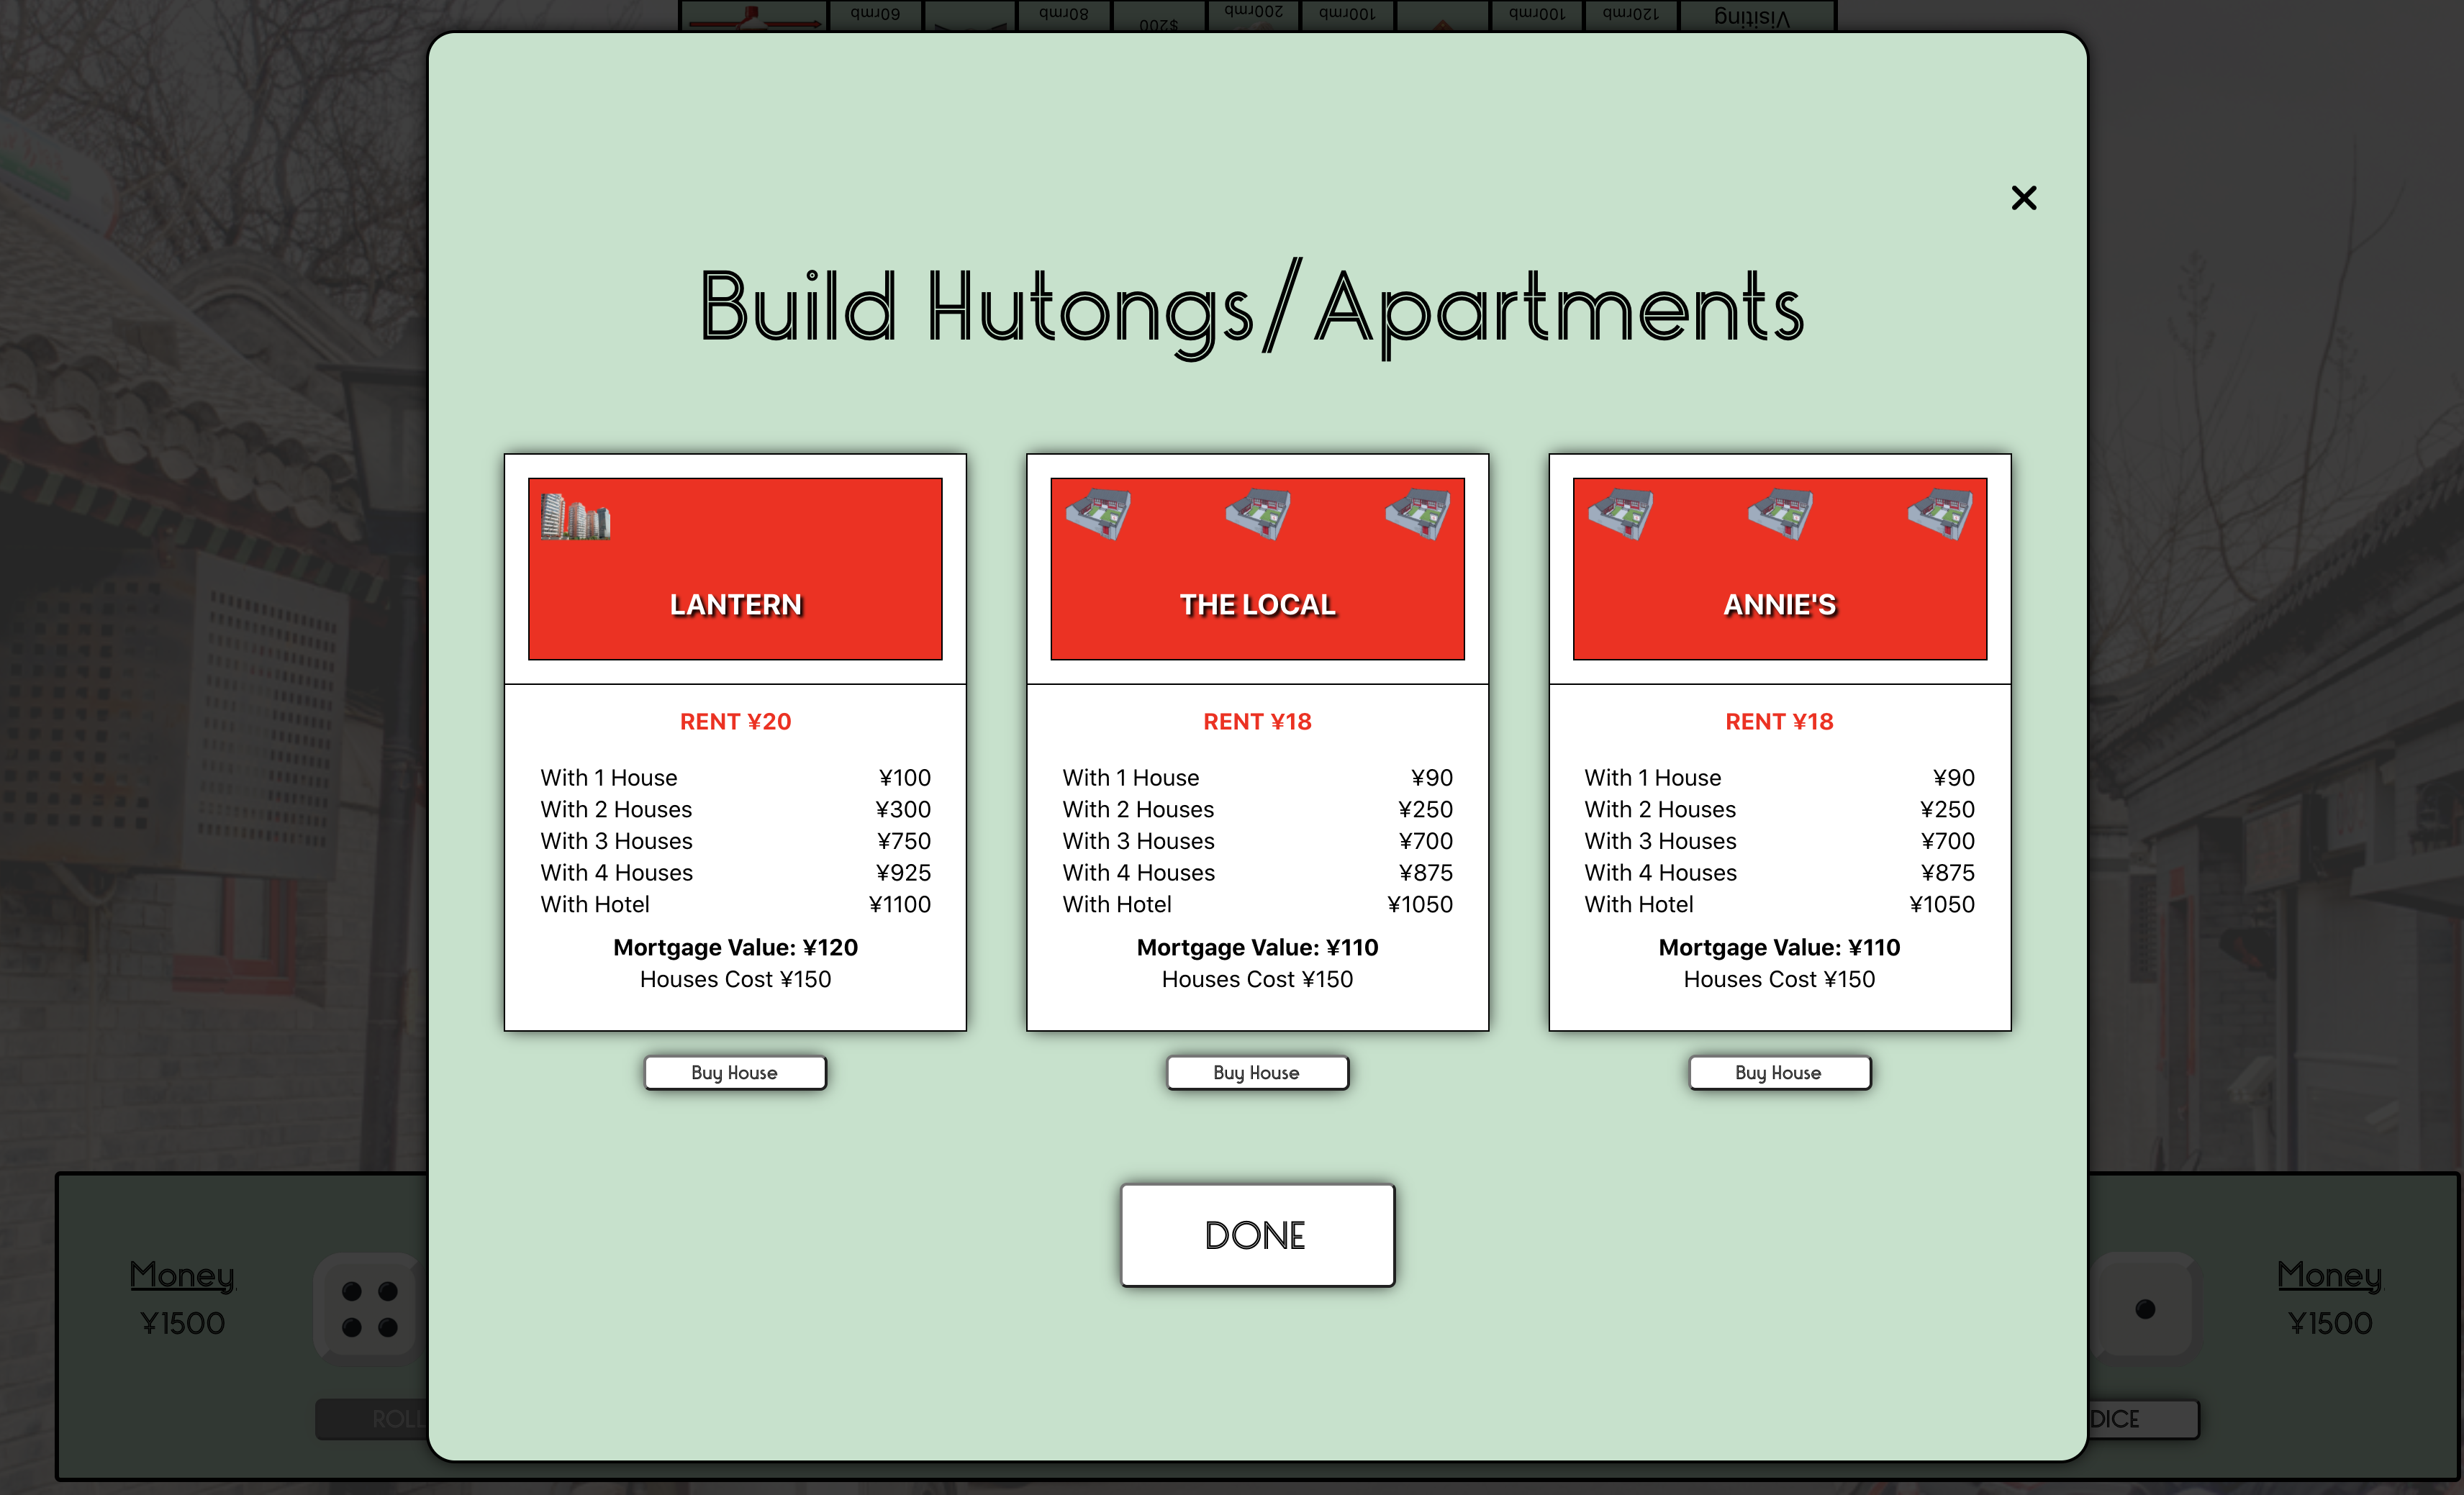 60rmb
80rmb
$200
200rmb
100rmb
100rmb
120rmb
Visiting
Build Hutongs/Apartments
LANTERN
RENT ¥20
With 1 House ¥100
With 2 Houses ¥300
With 3 Houses ¥750
With 4 Houses ¥925
With Hotel ¥1100
Mortgage Value: ¥120
Houses Cost ¥150
Buy House
THE LOCAL
RENT ¥18
With 1 House ¥90
With 2 Houses ¥250
With 3 Houses ¥700
With 4 Houses ¥875
With Hotel ¥1050
Mortgage Value: ¥110
Houses Cost ¥150
Buy House
ANNIE'S
RENT ¥18
With 1 House ¥90
With 2 Houses ¥250
With 3 Houses ¥700
With 4 Houses ¥875
With Hotel ¥1050
Mortgage Value: ¥110
Houses Cost ¥150
Buy House
DONE
Money
¥1500
ROLL
Money
¥1500
DICE